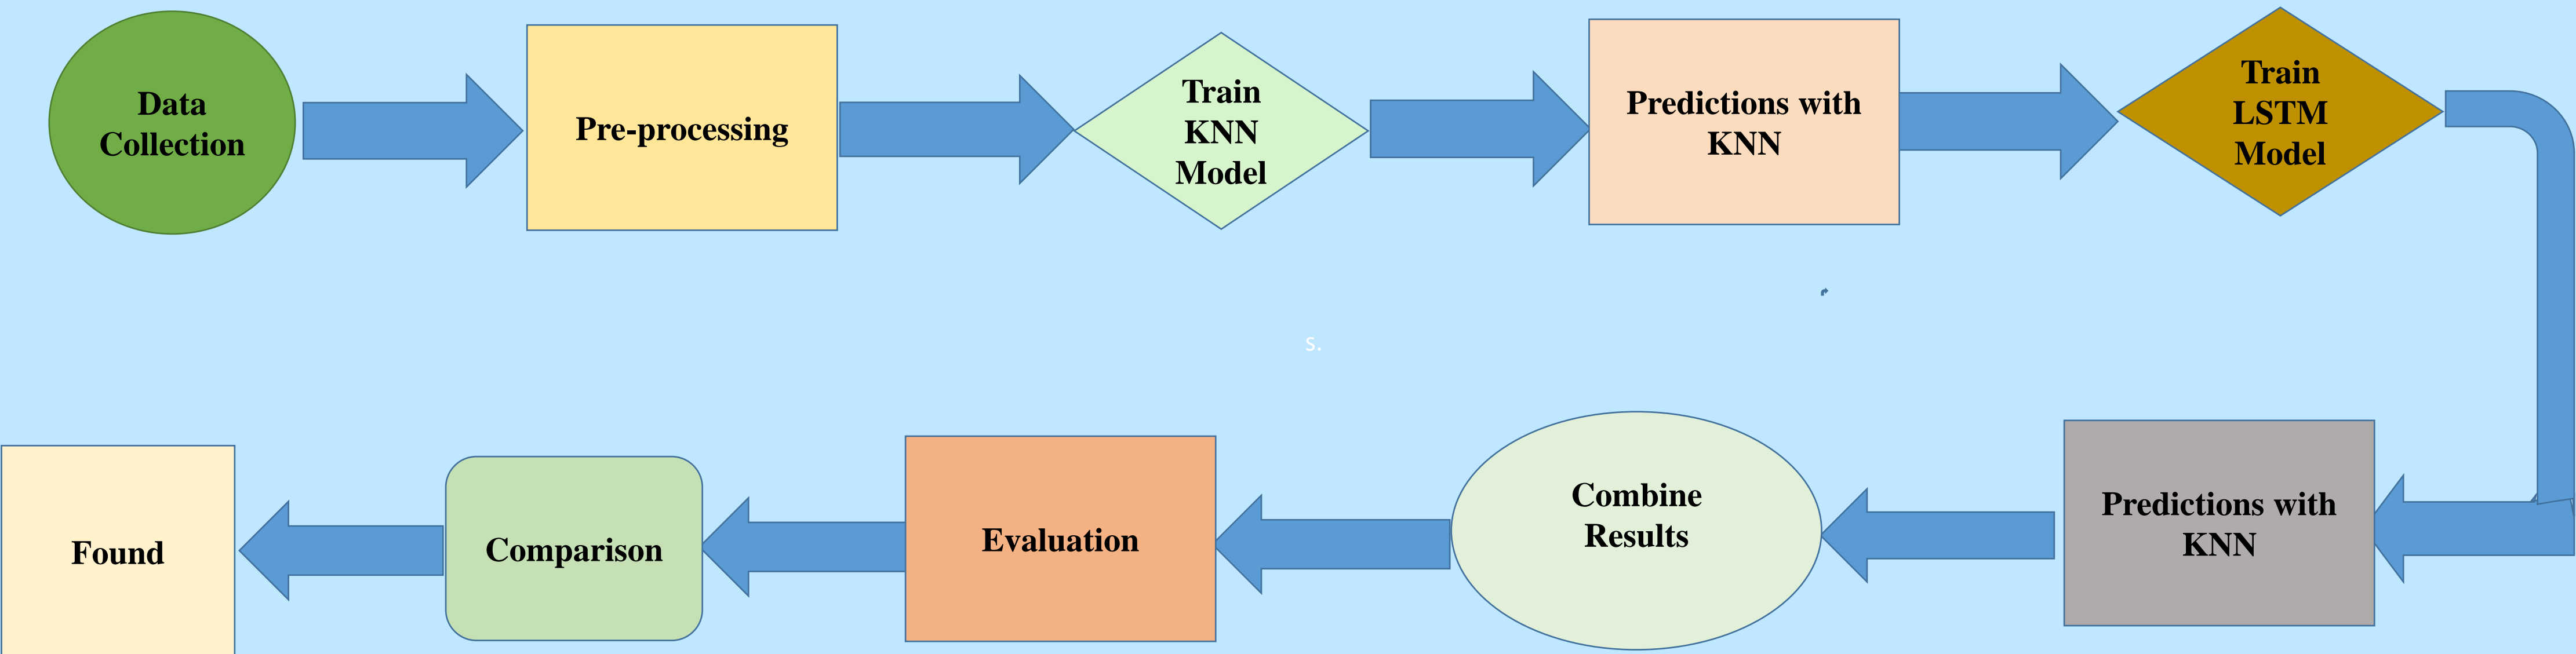 Data
Collection
Pre-processing
Train
KNN
Model
Predictions with
KNN
Train
LSTM
Model
s.
Predictions with
KNN
Combine
Results
Evaluation
Comparison
Found